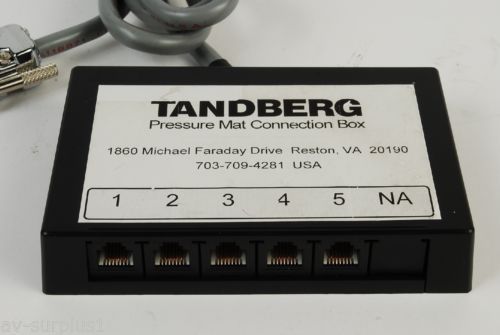 TANDBERG
Pressure Mat Connection Box
1860 Michael Faraday Drive Reston, VA 20190
703-709-4281 USA
1 2 3 4 5 NA
av-surplus1